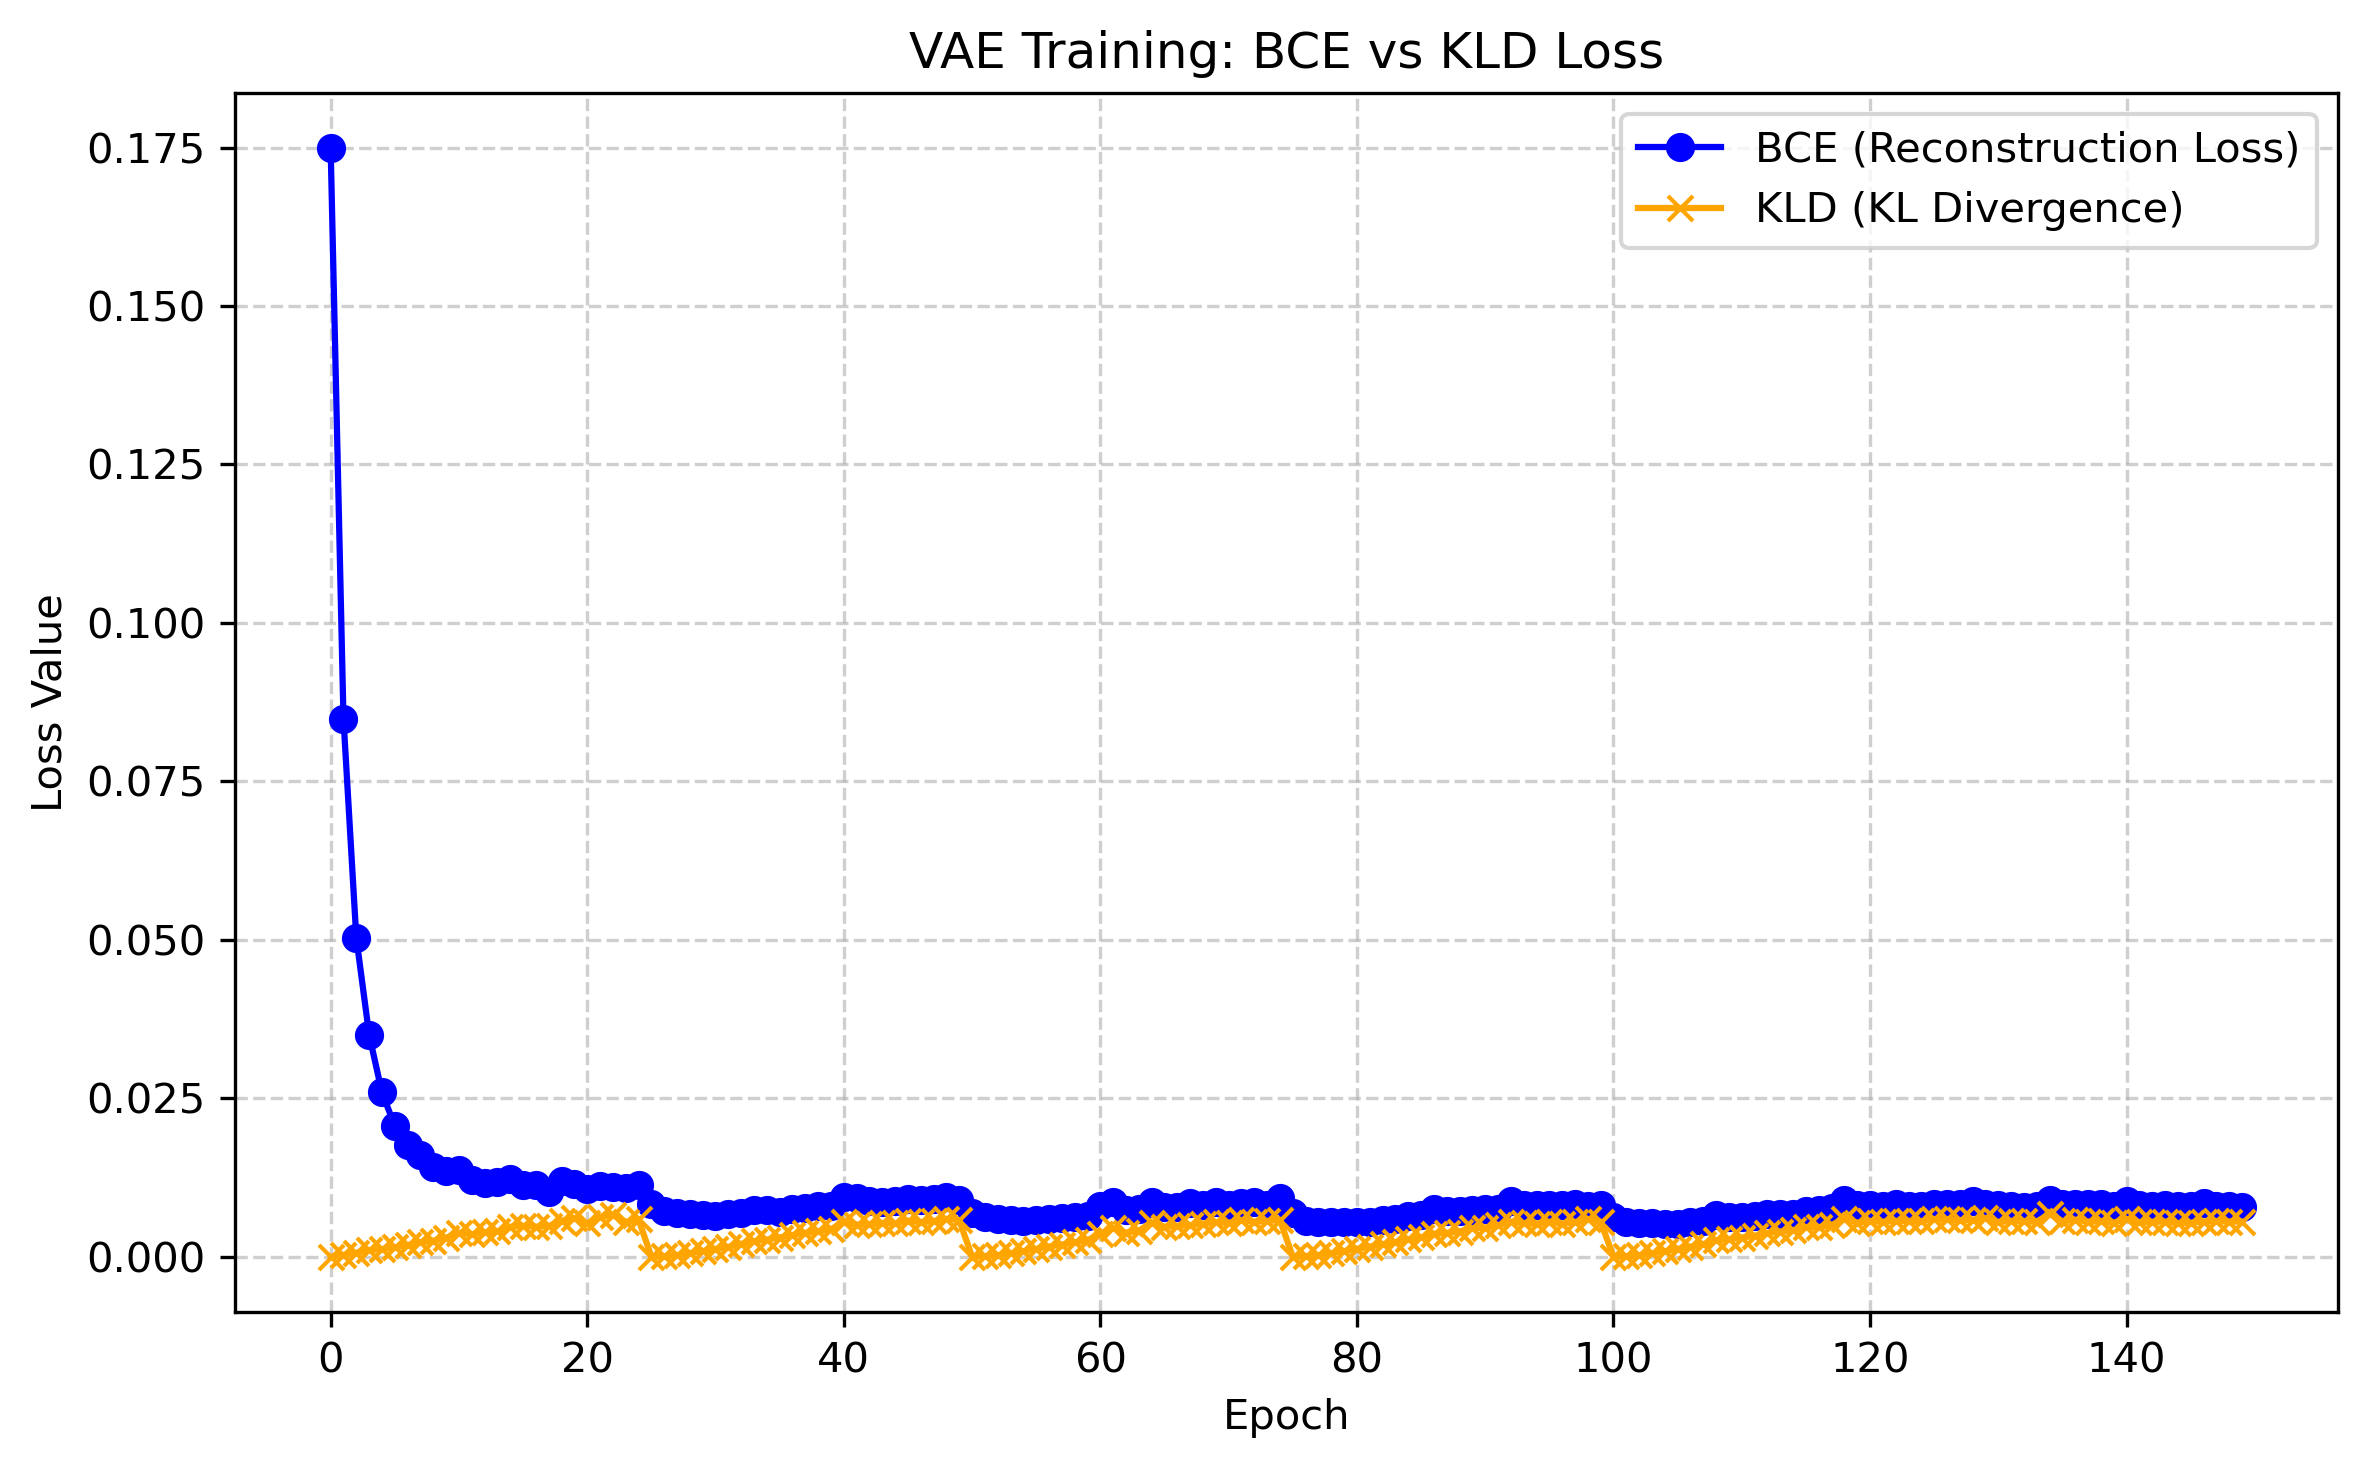 VAE Training: BCE vs KLD Loss
BCE (Reconstruction Loss)
KLD (KL Divergence)
Loss Value
0.175
0.150
0.125
0.100
0.075
0.050
0.025
0.000
0 20 40 60 80 100 120 140
Epoch